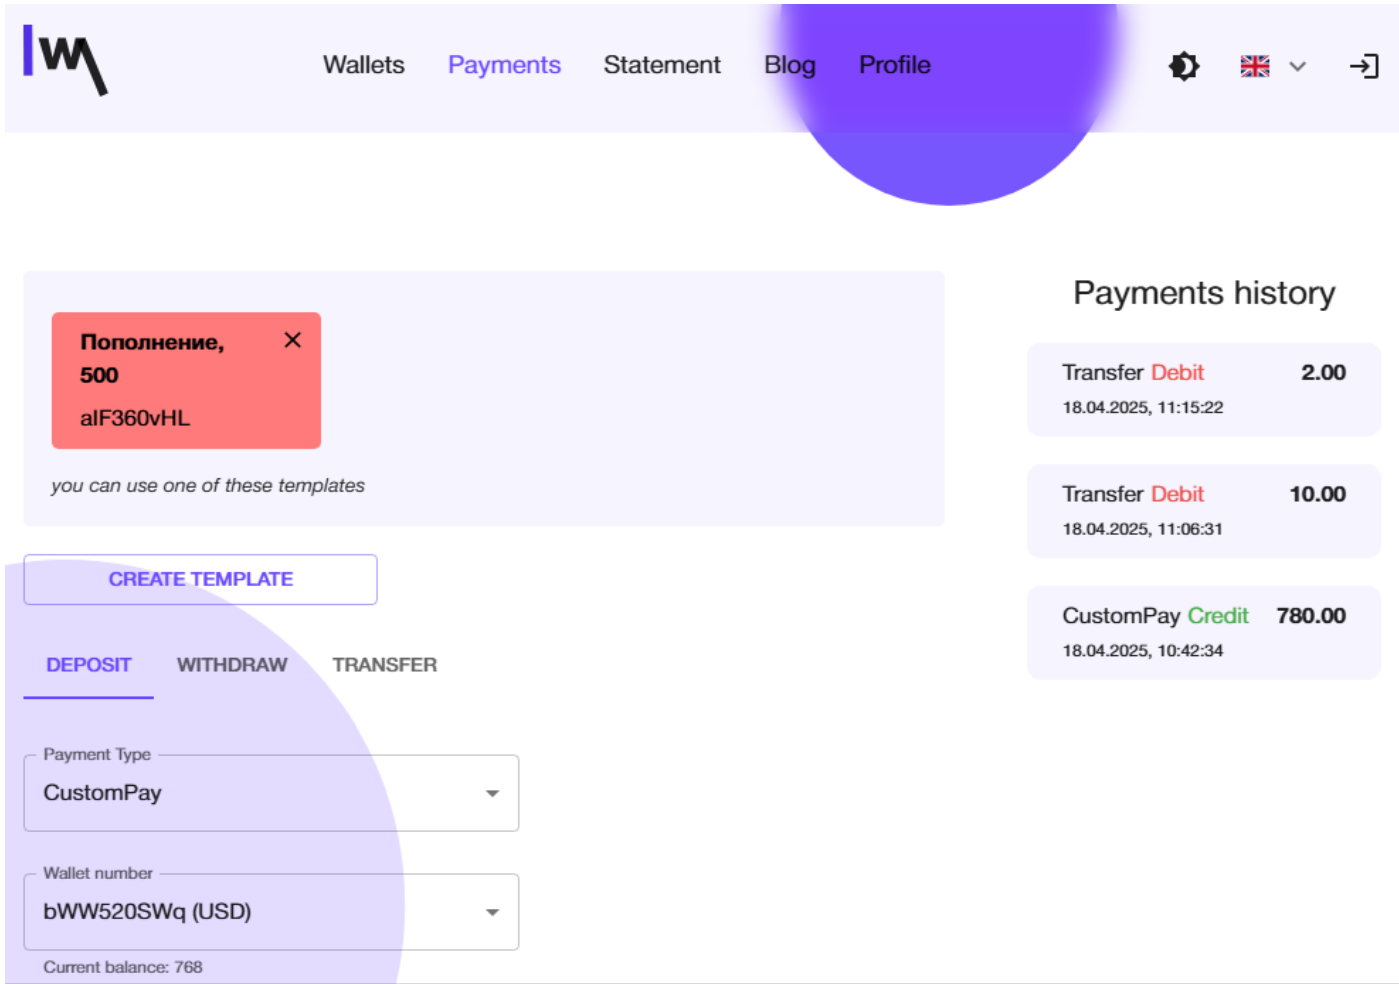 Wallets Payments Statement Blog Profile
Пополнение,
500
aIF360vHL
you can use one of these templates
CREATE TEMPLATE
DEPOSIT WITHDRAW TRANSFER
Payment Type
CustomPay
Wallet number
bWW520SWq (USD)
Current balance: 768
Payments history
Transfer Debit 2.00
18.04.2025, 11:15:22
Transfer Debit 10.00
18.04.2025, 11:06:31
CustomPay Credit 780.00
18.04.2025, 10:42:34